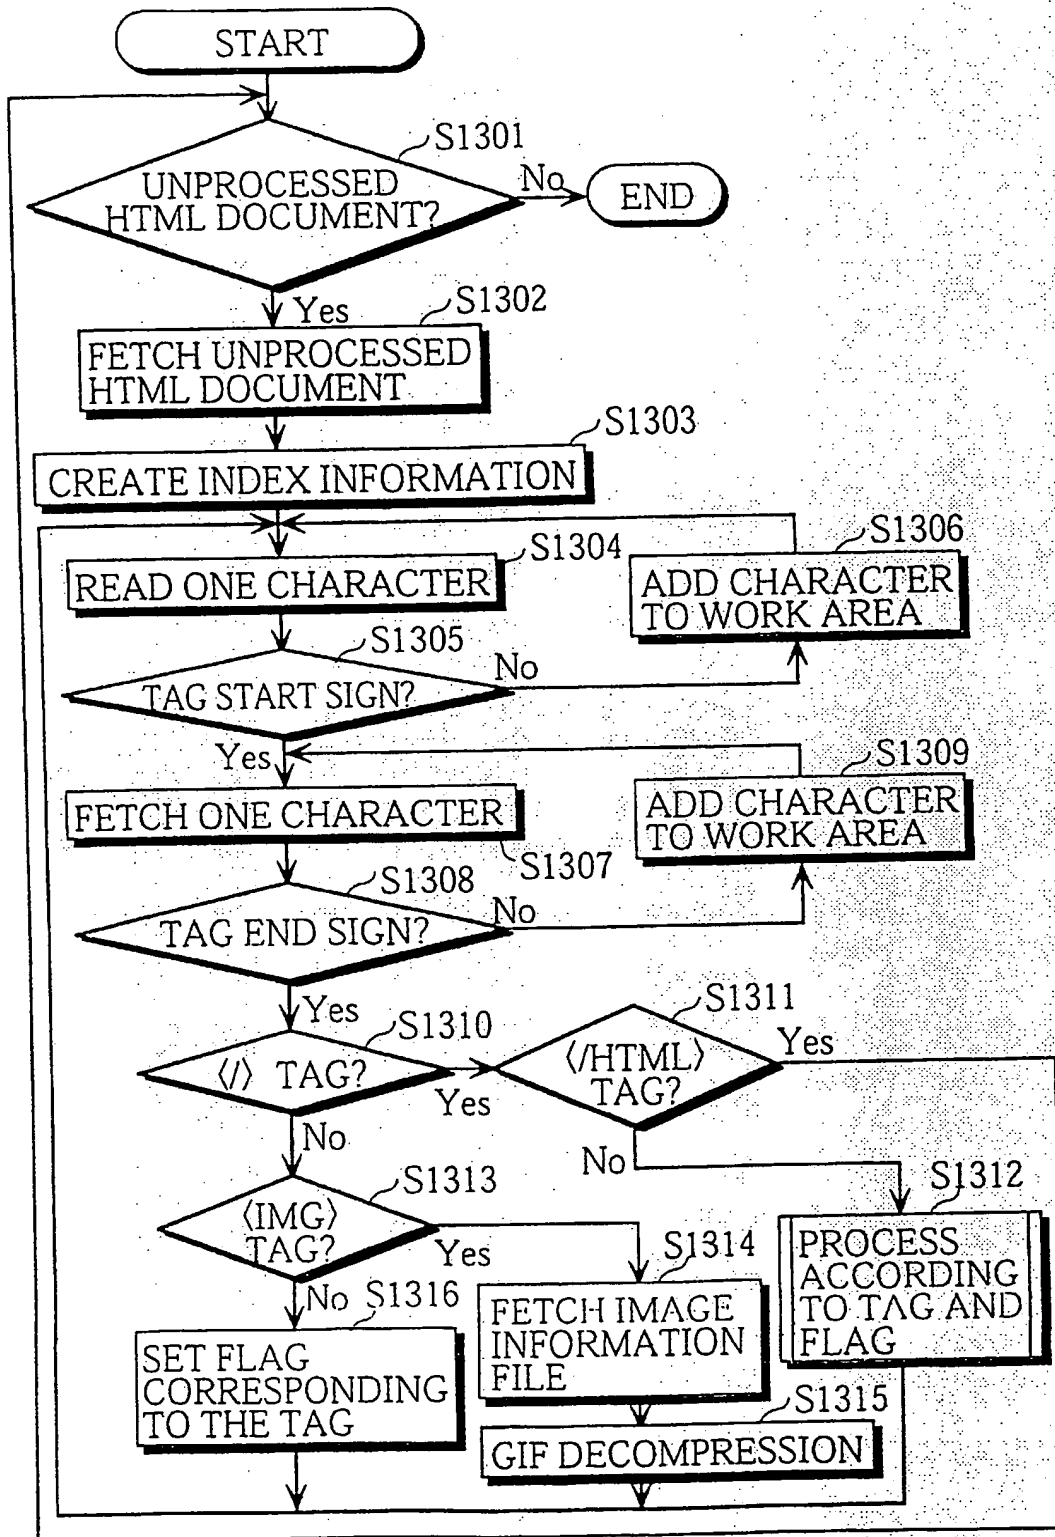 START
S1301
UNPROCESSED
HTML DOCUMENT?
No
END
Yes
S1302
FETCH UNPROCESSED
HTML DOCUMENT
S1303
CREATE INDEX INFORMATION
S1304
READ ONE CHARACTER
S1306
ADD CHARACTER
TO WORK AREA
S1305
TAG START SIGN?
No
Yes
FETCH ONE CHARACTER
S1307
S1309
ADD CHARACTER
TO WORK AREA
S1308
TAG END SIGN?
No
Yes
S1310
⟨/⟩ TAG?
Yes
No
S1311
⟨/HTML⟩
TAG?
Yes
No
S1312
PROCESS
ACCORDING
TO TAG AND
FLAG
S1313
⟨IMG⟩
TAG?
Yes
No
S1314
FETCH IMAGE
INFORMATION
FILE
S1315
GIF DECOMPRESSION
S1316
SET FLAG
CORRESPONDING
TO THE TAG